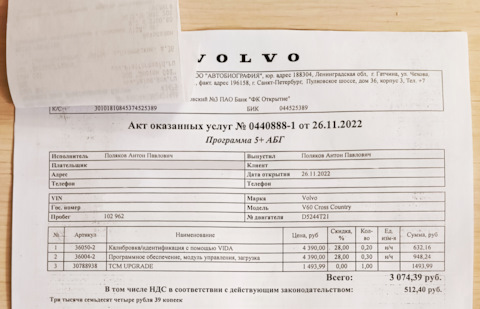 VOLVO
ОО "АВТОБИОГРАФИЯ", юр. адрес 188304, Ленинградская обл, г. Гатчина, ул. Чехова,
, факт. адрес 196158, г. Санкт-Петербург, Пулковское шоссе, дом 36, корпус 3, Тел. +7
№3 ПАО Банк "ФК Открытие"
К/С 30101810845374525389 БИК 044525389
Акт оказанных услуг № 0440888-1 от 26.11.2022
Программа 5+ АБГ
Исполнитель Поляков Антон Павлович Выпустил Поляков Антон Павлович
Плательщик Клиент
Адрес Дата открытия 26.11.2022
Телефон Телефон
VIN Марка Volvo
Гос. номер Модель V60 Cross Country
Пробег 102 962 № двигателя D5244T21
№ Артикул Наименование Цена, руб Скидка, % Кол-во Ед. изм-я Сумма, руб
1 36050-2 Калибровка/идентификация с помощью VIDA 4 390,00 28,00 0,20 н/ч 632,16
2 36004-2 Программное обеспечение, модуль управления, загрузка 4 390,00 28,00 0,30 н/ч 948,24
3 30788938 TCM UPGRADE 1 493,99 0,00 1,00 1493,99
Всего: 3 074,39 руб.
В том числе НДС в соответствии с действующим законодательством: 512,40 руб.
Три тысячи семьдесят четыре рубля 39 копеек